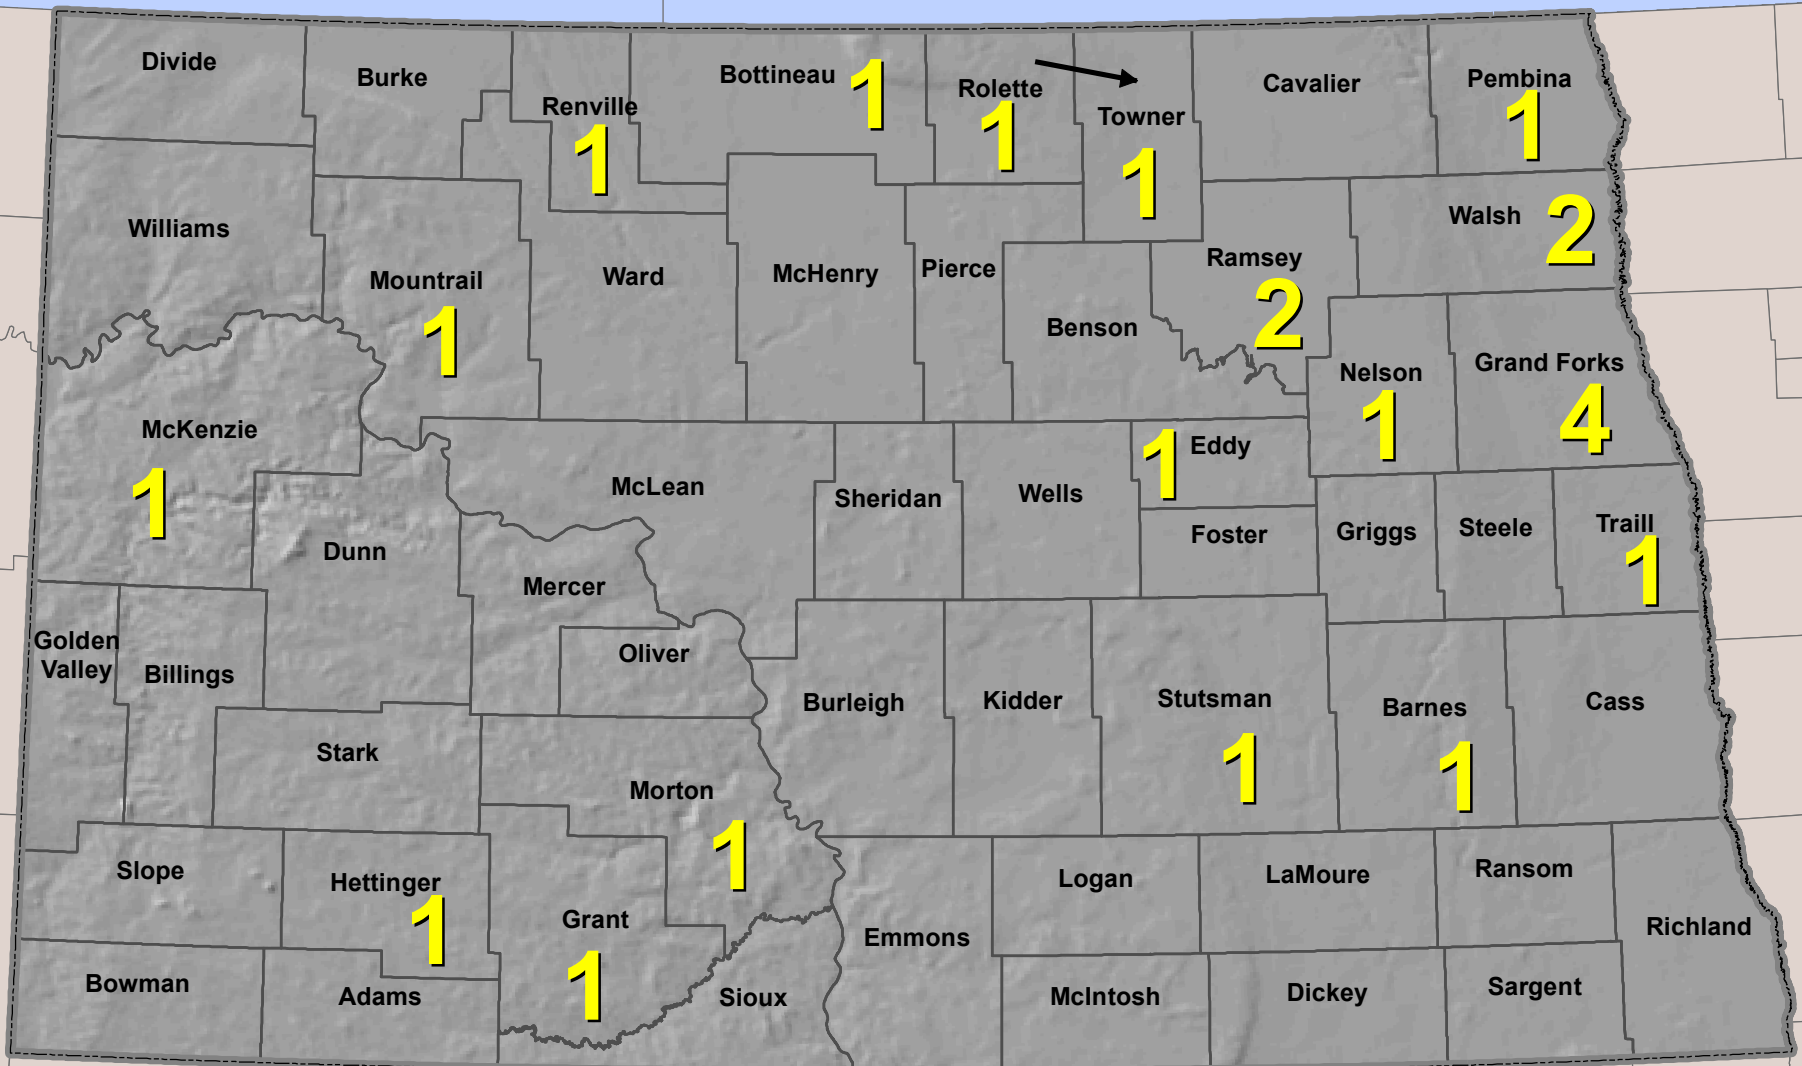 Divide
Burke
Renville
1
Bottineau 1
Rolette
1
Towner
1
Cavalier
Pembina
1
Williams
Mountrail
1
Ward
McHenry
Pierce
Benson
Ramsey
2
Walsh 2
Nelson
1
Grand Forks
4
McKenzie
1
Dunn
McLean
Mercer
Oliver
Sheridan
Wells
1 Eddy
Foster
Griggs
Steele
Traill
1
Golden
Valley
Billings
Stark
Morton
1
Burleigh
Kidder
Stutsman
1
Barnes
1
Cass
Slope
Hettinger
1
Grant
1
Bowman
Adams
Sioux
Emmons
Logan
LaMoure
Ransom
Richland
McIntosh
Dickey
Sargent